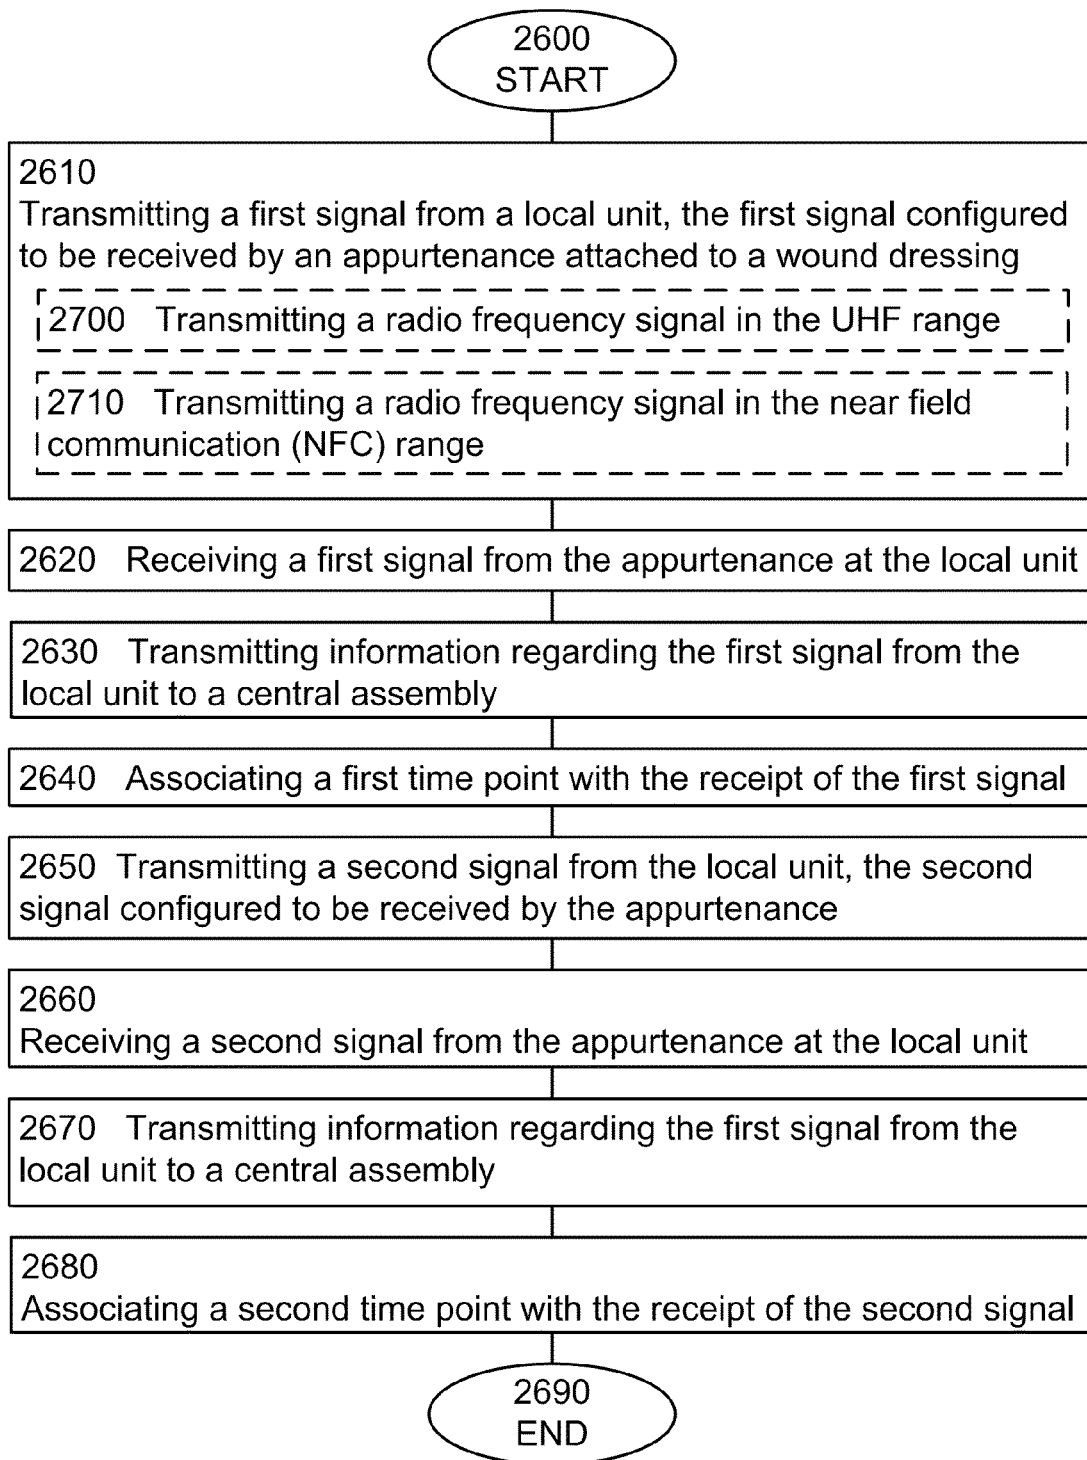 2600
START
2610
Transmitting a first signal from a local unit, the first signal configured
to be received by an appurtenance attached to a wound dressing
2700 Transmitting a radio frequency signal in the UHF range
2710 Transmitting a radio frequency signal in the near field
communication (NFC) range
2620 Receiving a first signal from the appurtenance at the local unit
2630 Transmitting information regarding the first signal from the
local unit to a central assembly
2640 Associating a first time point with the receipt of the first signal
2650 Transmitting a second signal from the local unit, the second
signal configured to be received by the appurtenance
2660
Receiving a second signal from the appurtenance at the local unit
2670 Transmitting information regarding the first signal from the
local unit to a central assembly
2680
Associating a second time point with the receipt of the second signal
2690
END